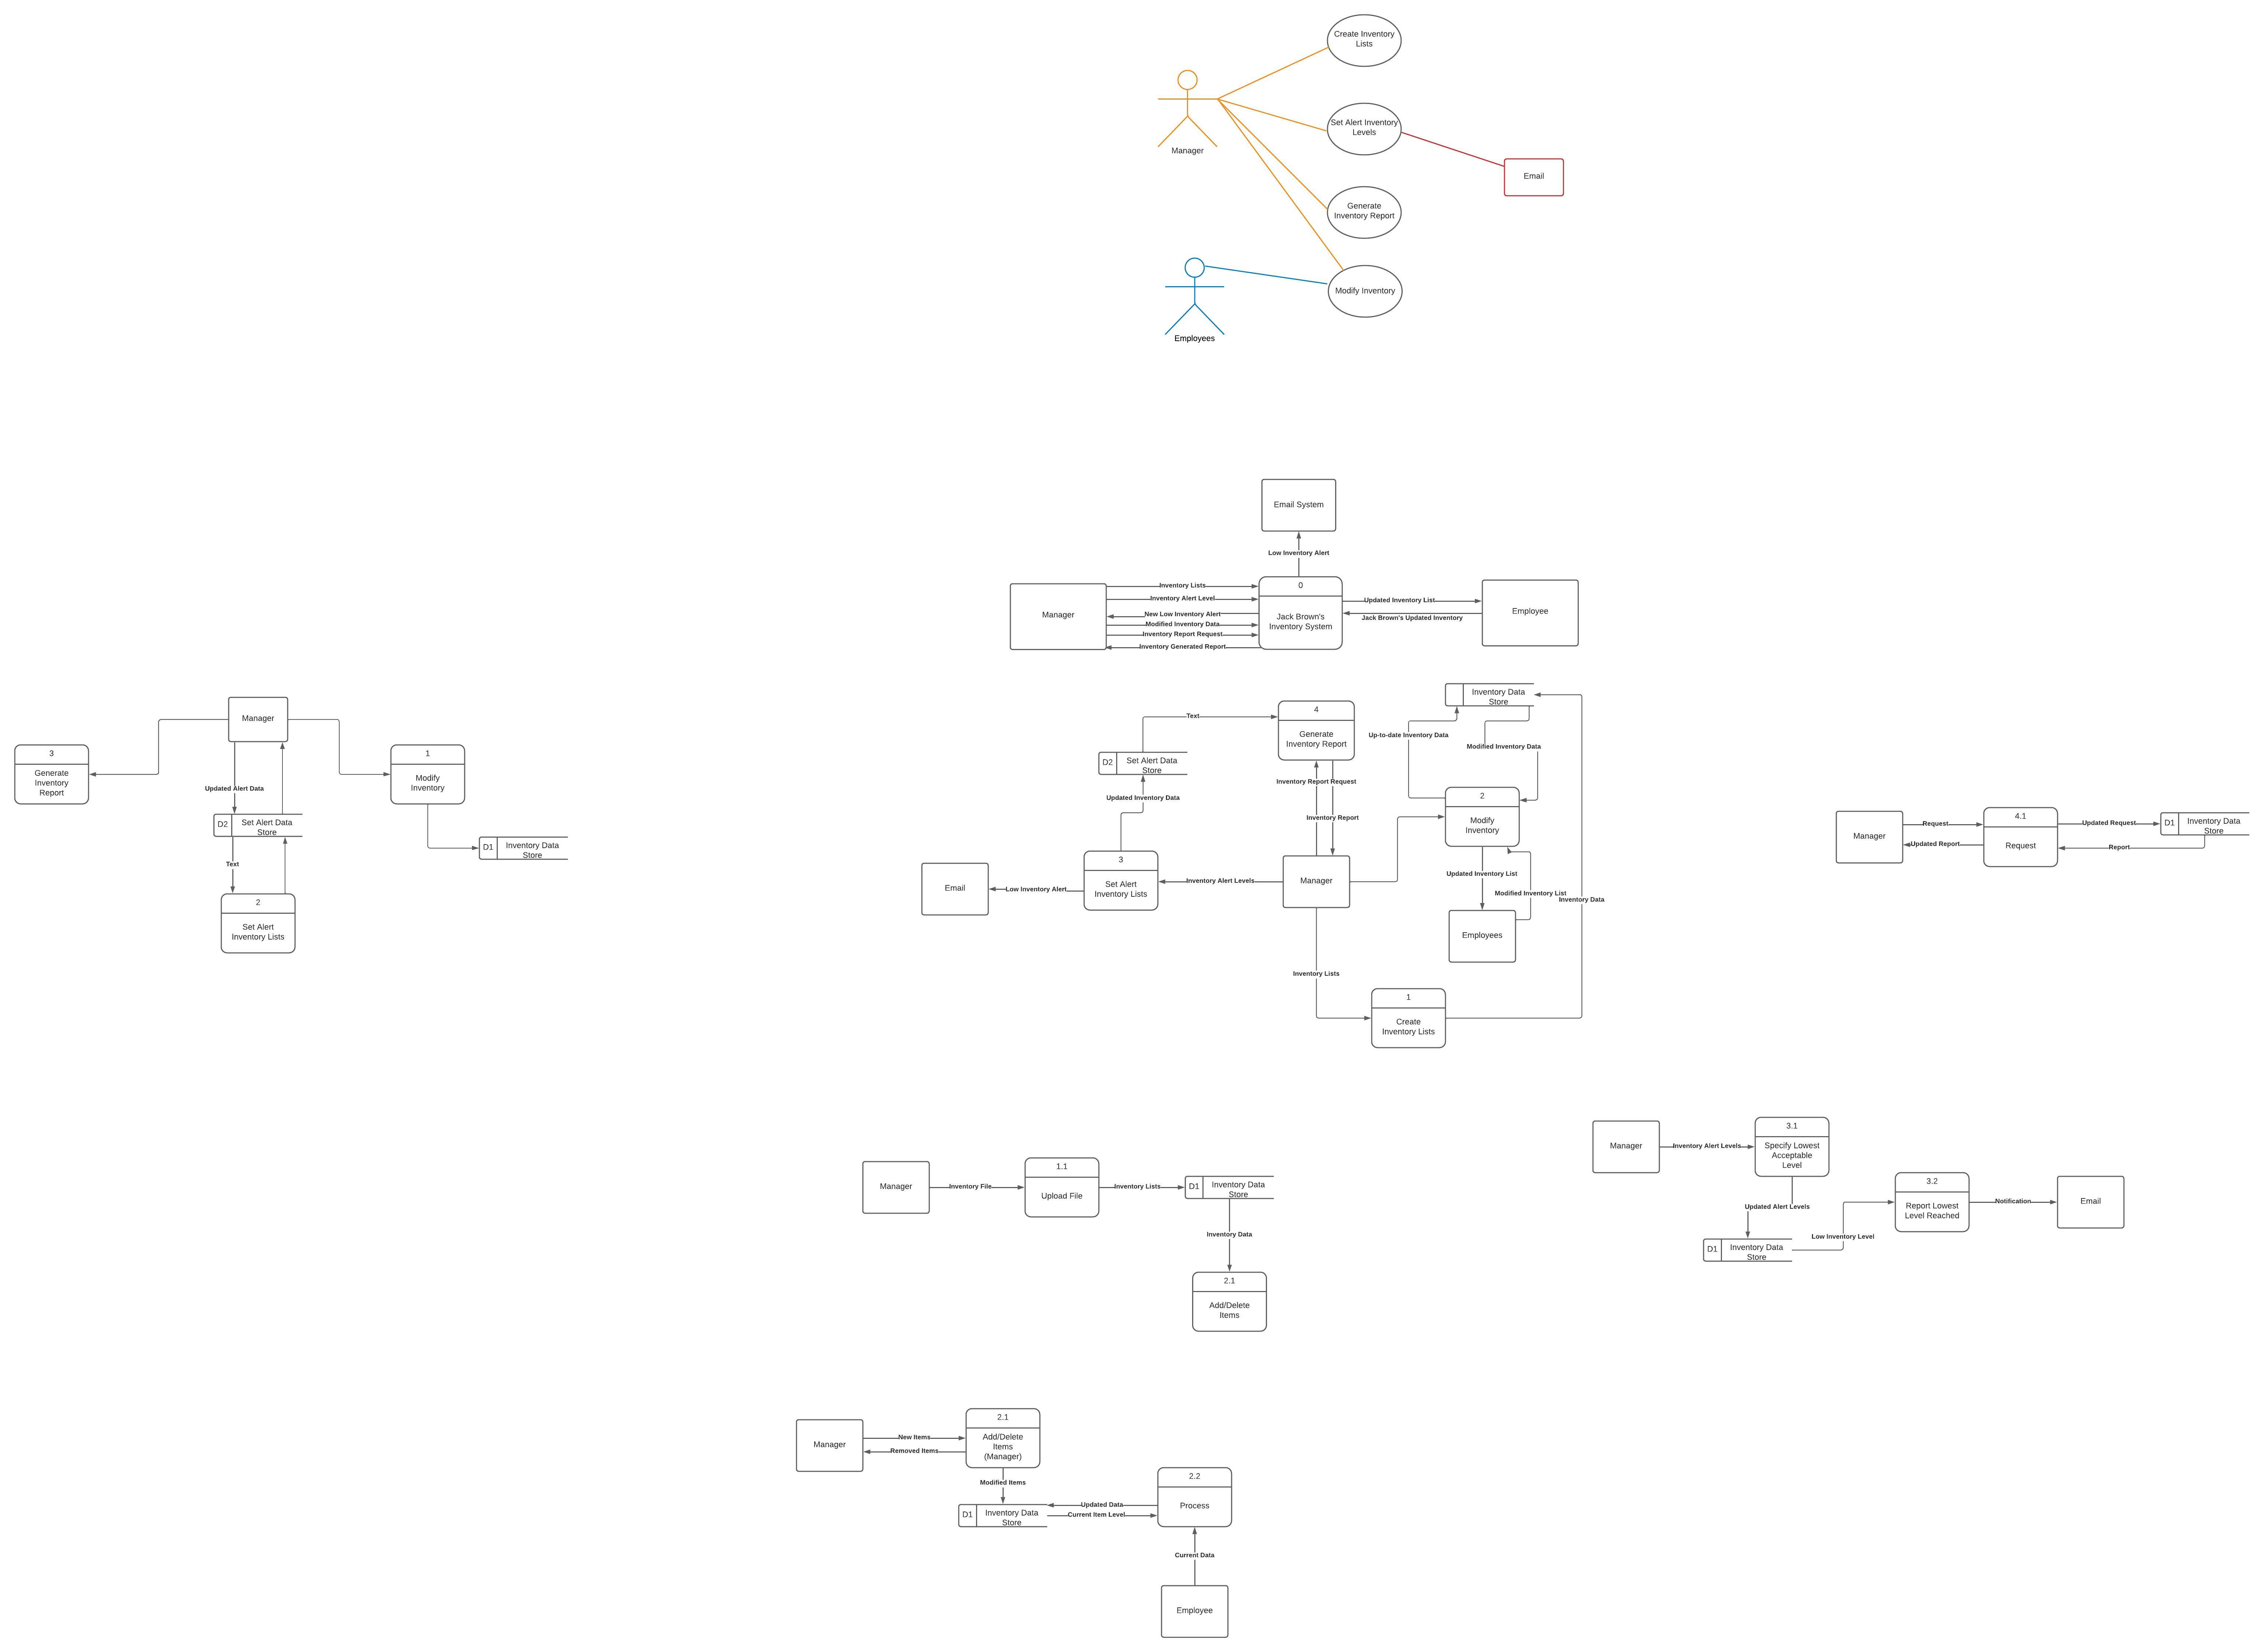 Create Inventory
Lists
Set Alert Inventory
Levels
Manager
Email
Generate
Inventory Report
Modify Inventory
Employees
Email System
Low Inventory Alert
0
Jack Brown's
Inventory System
Manager
Inventory Lists
Inventory Alert Level
New Low Inventory Alert
Modified Inventory Data
Inventory Report Request
Inventory Generated Report
Updated Inventory List
Jack Brown's Updated Inventory
Employee
Manager
3
Generate
Inventory
Report
1
Modify
Inventory
Updated Alert Data
D2
Set Alert Data
Store
D1
Inventory Data
Store
Text
2
Set Alert
Inventory Lists
Inventory Data
Store
4
Generate
Inventory Report
Text
Up-to-date Inventory Data
Modified Inventory Data
D2
Set Alert Data
Store
Inventory Report Request
Updated Inventory Data
2
Modify
Inventory
Inventory Report
3
Set Alert
Inventory Lists
Email
Low Inventory Alert
Inventory Alert Levels
Manager
Updated Inventory List
Modified Inventory List
Inventory Data
Employees
Inventory Lists
1
Create
Inventory Lists
Manager
Request
Updated Report
4.1
Request
Updated Request
Report
D1
Inventory Data
Store
Manager
Inventory File
1.1
Upload File
Inventory Lists
D1
Inventory Data
Store
Inventory Data
2.1
Add/Delete
Items
Manager
Inventory Alert Levels
3.1
Specify Lowest
Acceptable
Level
Updated Alert Levels
D1
Inventory Data
Store
Low Inventory Level
3.2
Report Lowest
Level Reached
Notification
Email
Manager
New Items
Removed Items
2.1
Add/Delete
Items
(Manager)
Modified Items
D1
Inventory Data
Store
Updated Data
Current Item Level
2.2
Process
Current Data
Employee